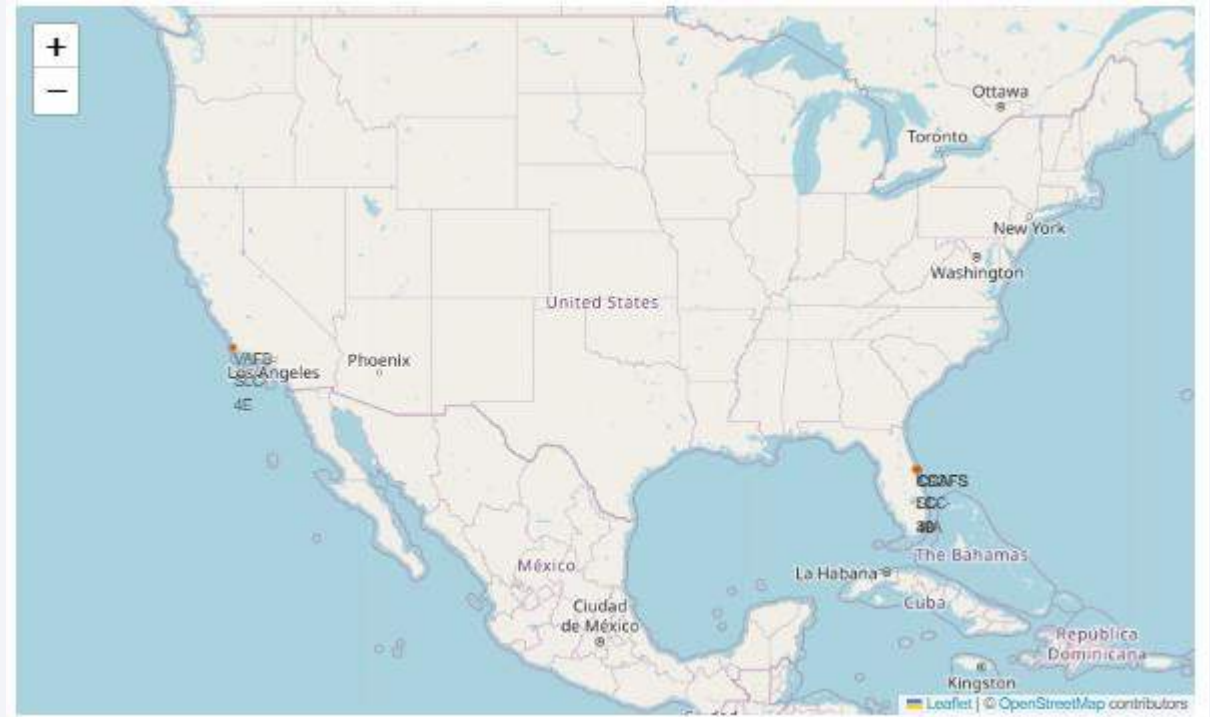 +
−
Ottawa
Toronto
New York
Washington
United States
Phoenix
VAFB
Los Angeles
SLC-
4E
The Bahamas
México
La Habana
Cuba
Ciudad
de México
República
Dominicana
Kingston
Leaflet | © OpenStreetMap contributors